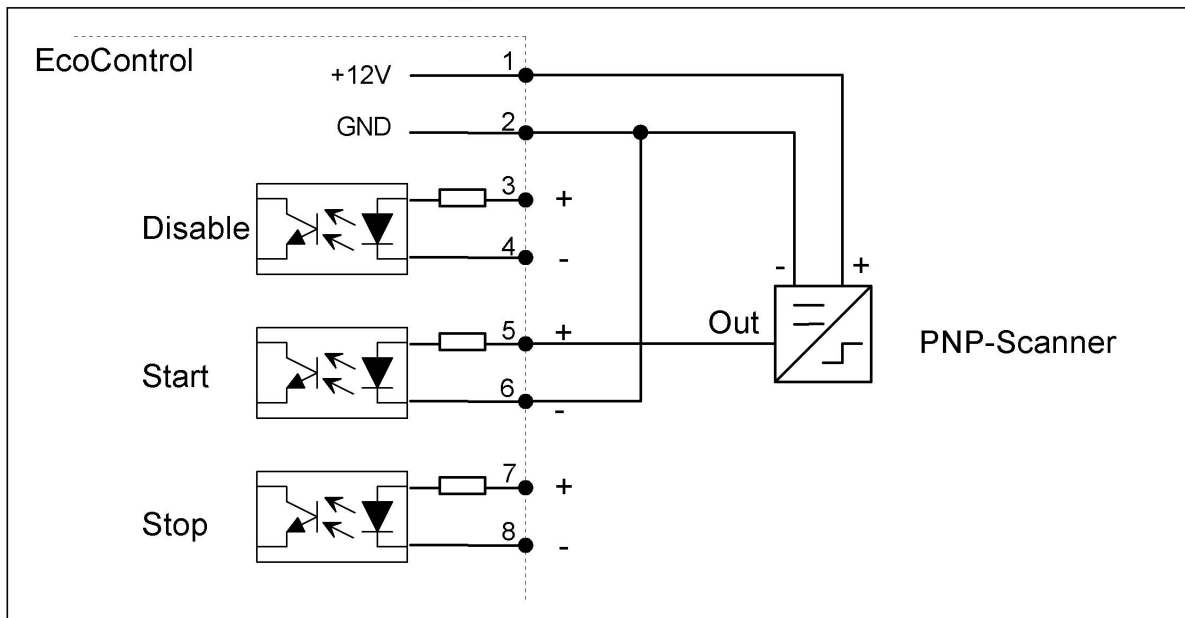 EcoControl
+12V 1
GND 2
Disable
3 +
4 -
- +
Out
PNP-Scanner
Start
5 +
6 -
Stop
7 +
8 -